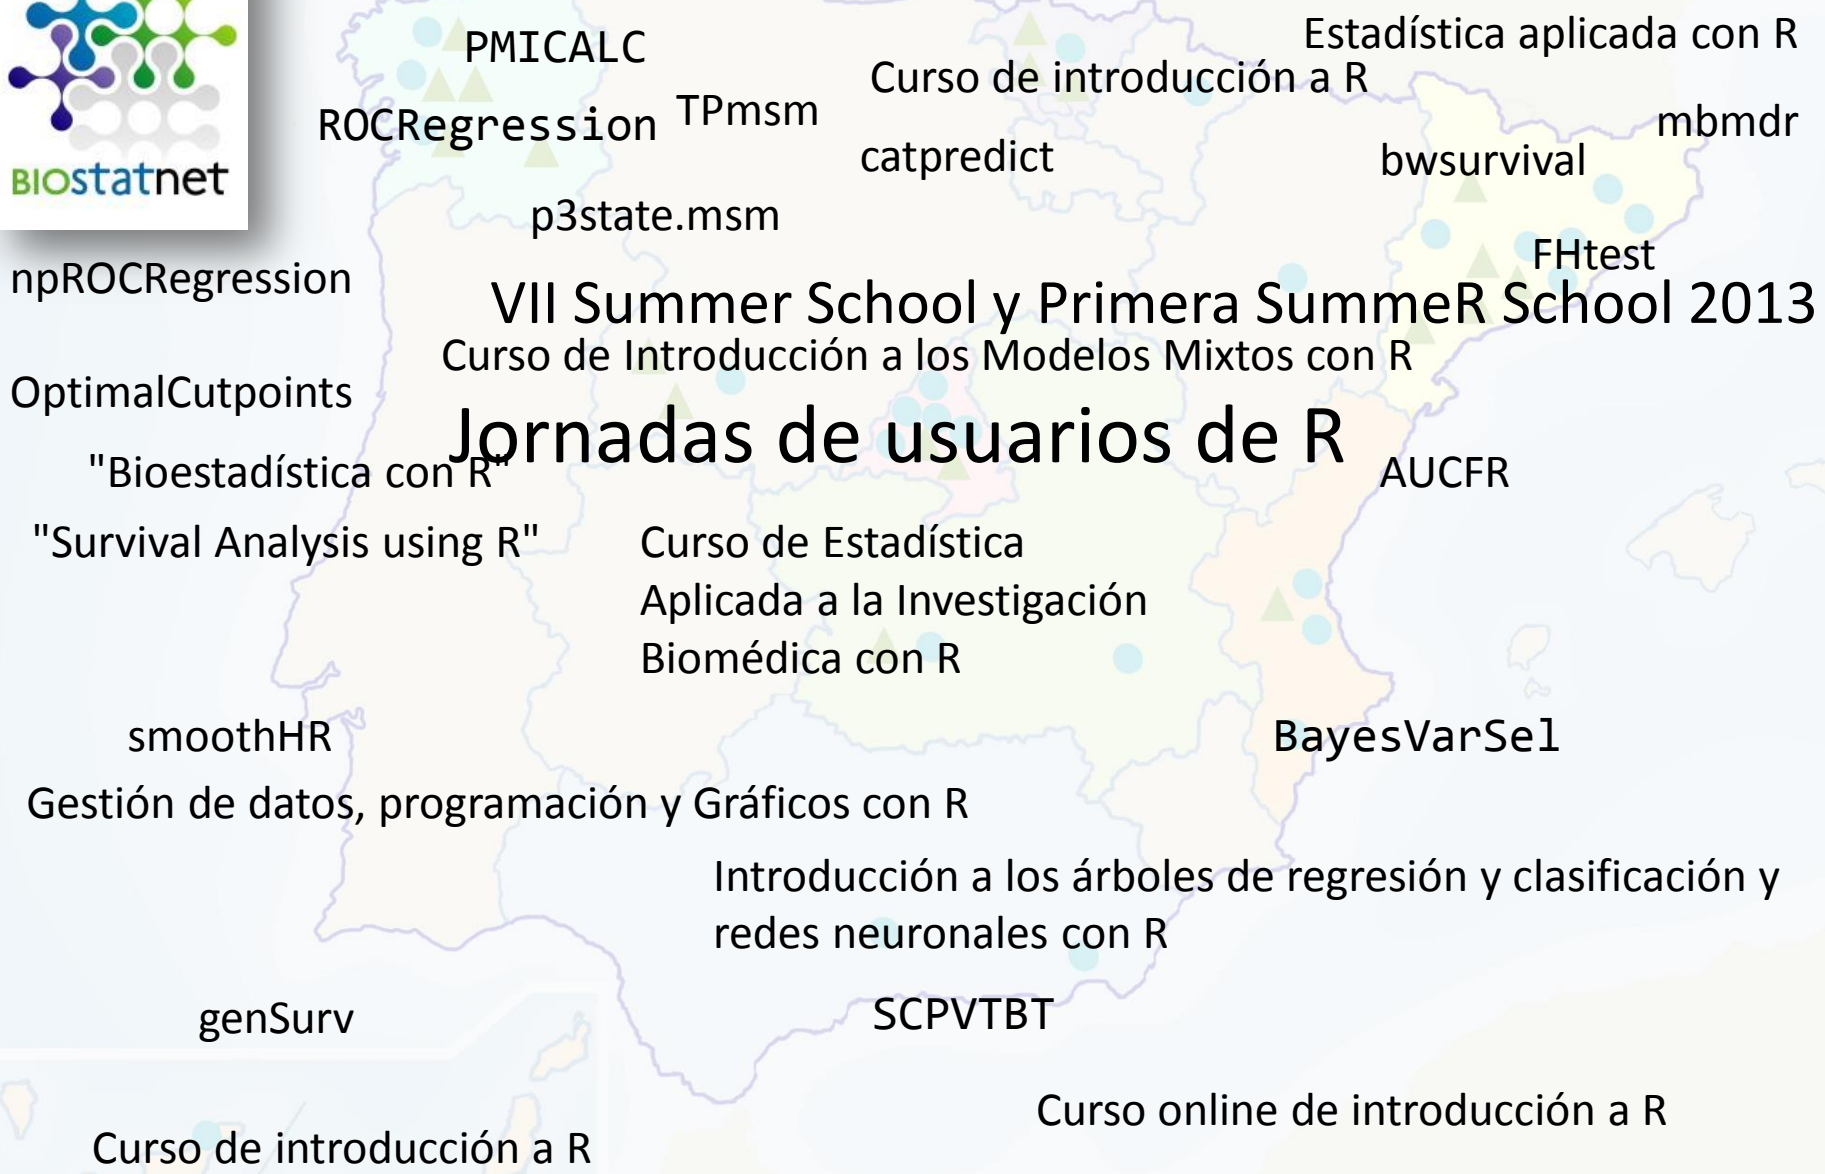 Estadística aplicada con R
PMICALC
Curso de introducción a R
TPmsm
mbmdr
ROCRegression
catpredict
bwsurvival
BIOstatnet
p3state.msm
FHtest
npROCRegression
VII Summer School y Primera SummeR School 2013
Curso de Introducción a los Modelos Mixtos con R
OptimalCutpoints
Jornadas de usuarios de R
"Bioestadística con R"
AUCFR
"Survival Analysis using R"
Curso de Estadística
Aplicada a la Investigación
Biomédica con R
smoothHR
BayesVarSel
Gestión de datos, programación y Gráficos con R
Introducción a los árboles de regresión y clasificación y
redes neuronales con R
genSurv
SCPVTBT
Curso online de introducción a R
Curso de introducción a R